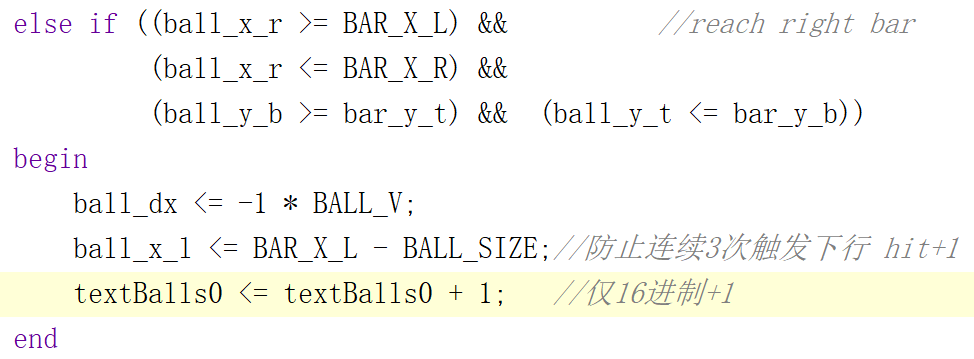 else if ((ball_x_r >= BAR_X_L) && //reach right bar
(ball_x_r <= BAR_X_R) &&
(ball_y_b >= bar_y_t) && (ball_y_t <= bar_y_b))
begin
ball_dx <= -1 * BALL_V;
ball_x_l <= BAR_X_L - BALL_SIZE;//防止连续3次触发下行 hit+1
textBalls0 <= textBalls0 + 1; //仅16进制+1
end